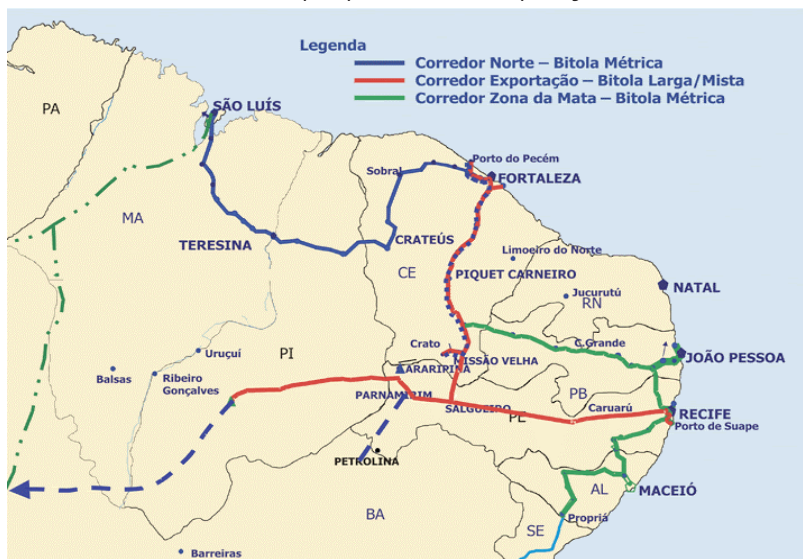 Legenda
Corredor Norte – Bitola Métrica
Corredor Exportação – Bitola Larga/Mista
Corredor Zona da Mata – Bitola Métrica
PA
SÃO LUÍS
Porto do Pecém
Sobral
FORTALEZA
MA
TERESINA
CRATEÚS
Limoeiro do Norte
CE
PIQUET CARNEIRO
NATAL
Jucurutú
RN
Crato
C.Grande
Uruçuí
PI
MISSÃO VELHA
JOÃO PESSOA
ARARIPINA
Balsas
Ribeiro
Gonçalves
PARNAMIRIM
PB
SALGUEIRO
Caruarú
RECIFE
PE
Porto de Suape
PETROLINA
AL
MACEIÓ
BA
Propriá
SE
Barreiras